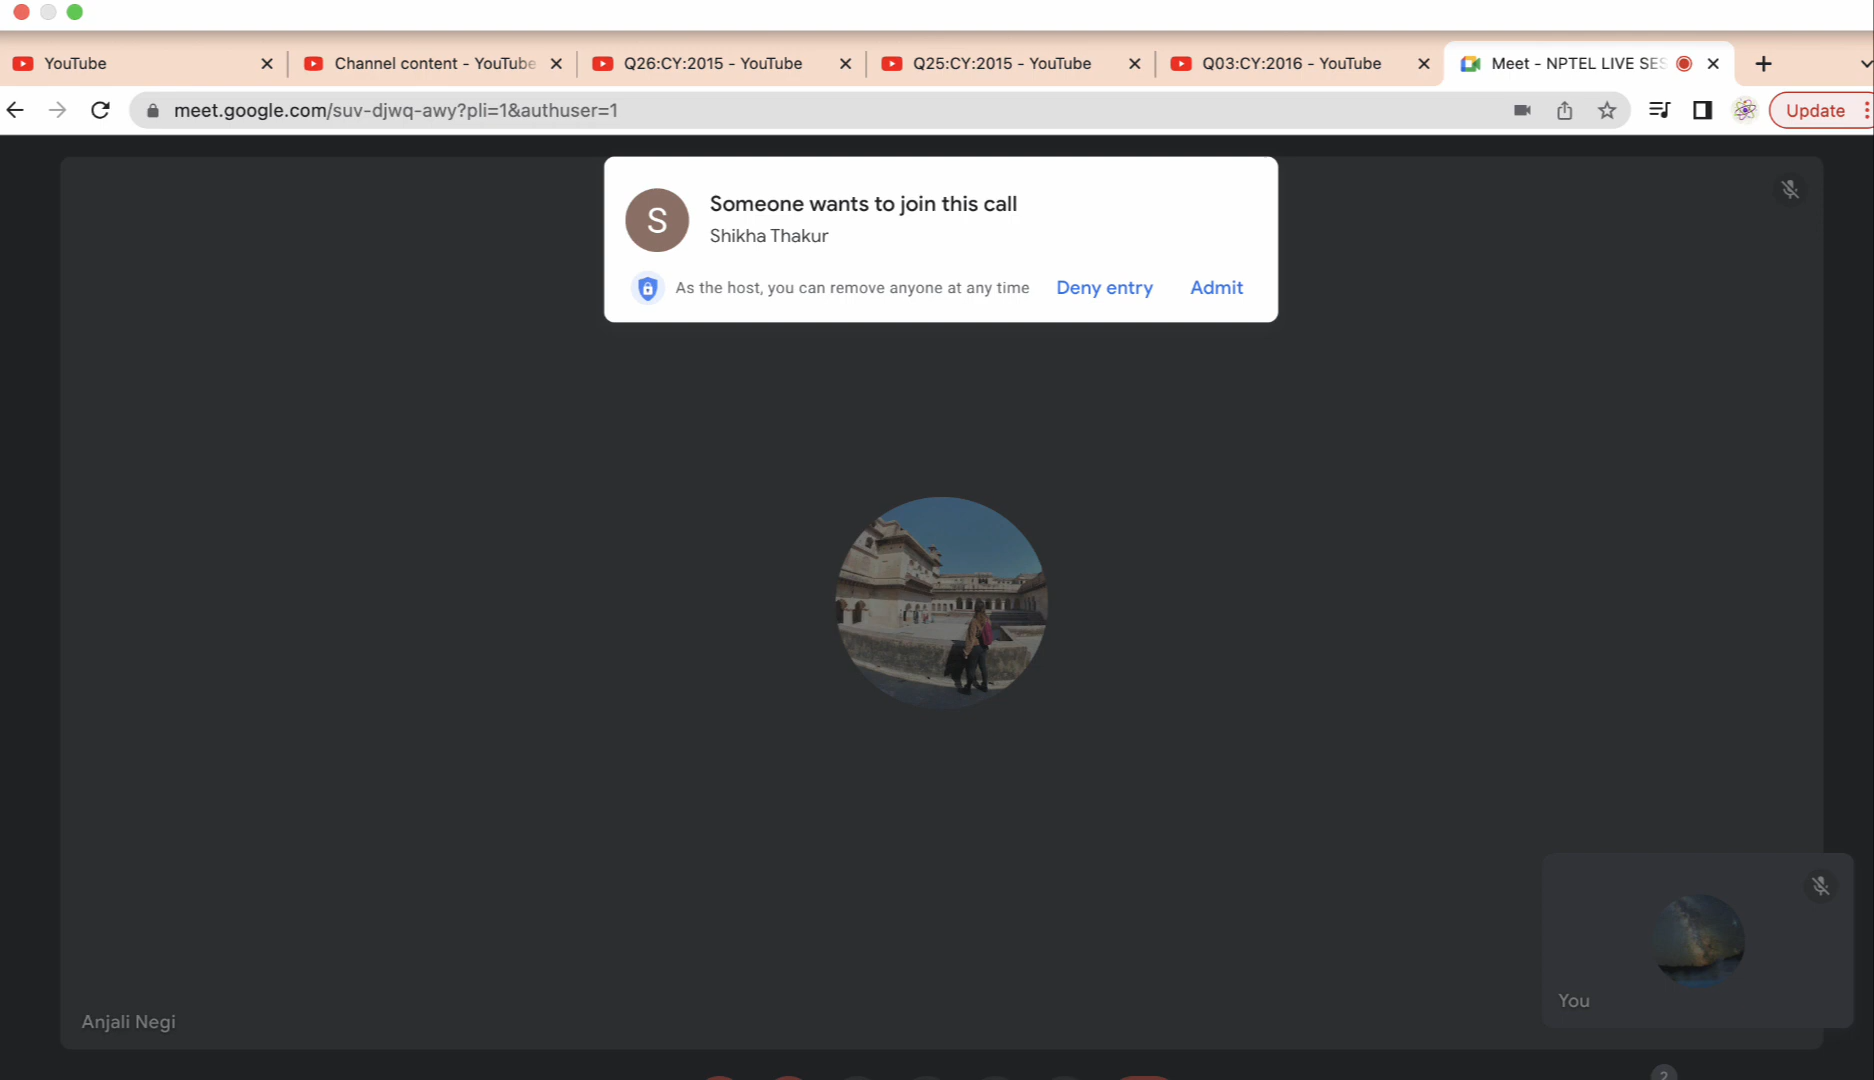 YouTube
Channel content - YouTube
Q26:CY:2015 - YouTube
Q25:CY:2015 - YouTube
Q03:CY:2016 - YouTube
Meet - NPTEL LIVE SES
meet.google.com/suv-djwq-awy?pli=1&authuser=1
Update
S
Someone wants to join this call
Shikha Thakur
As the host, you can remove anyone at any time
Deny entry
Admit
You
Anjali Negi
2